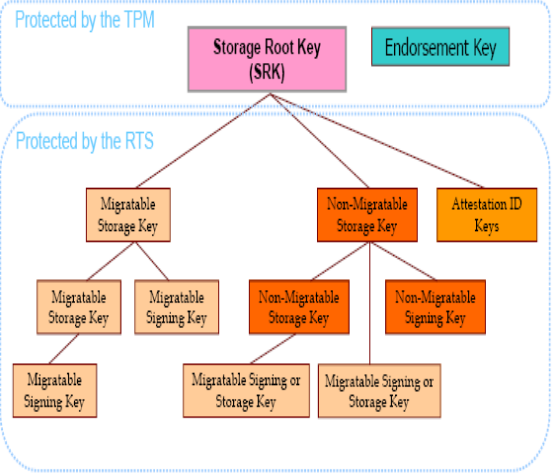 Protected by the TPM
Storage Root Key
(SRK)
Endorsement Key
Protected by the RTS
Migratable
Storage Key
Non-Migratable
Storage Key
Attestation ID
Keys
Migratable
Storage Key
Migratable
Signing Key
Non-Migratable
Storage Key
Non-Migratable
Signing Key
Migratable
Signing Key
Migratable Signing or
Storage Key
Migratable Signing or
Storage Key